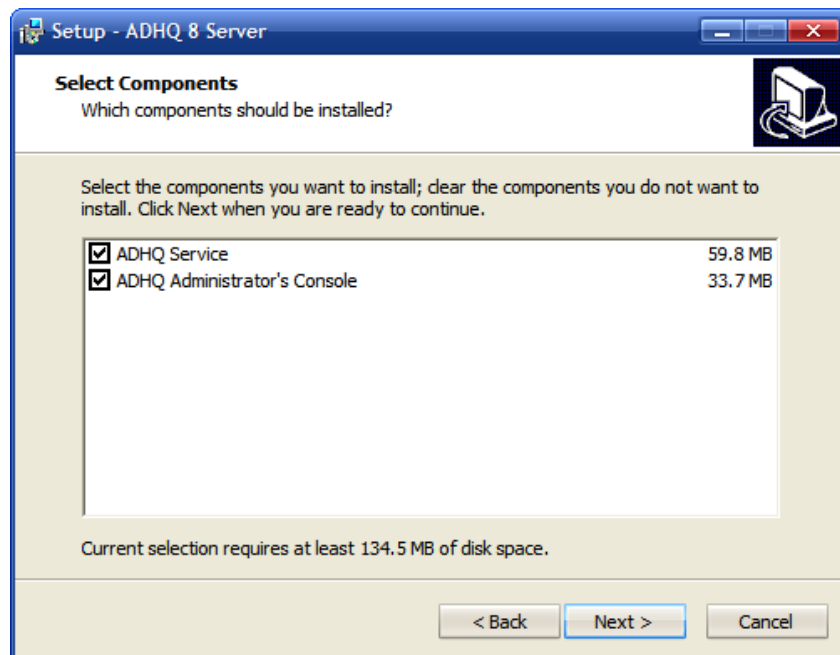 Setup - ADHQ 8 Server
Select Components
Which components should be installed?
Select the components you want to install; clear the components you do not want to
install. Click Next when you are ready to continue.
ADHQ Service 59.8 MB
ADHQ Administrator's Console 33.7 MB
Current selection requires at least 134.5 MB of disk space.
< Back Next > Cancel